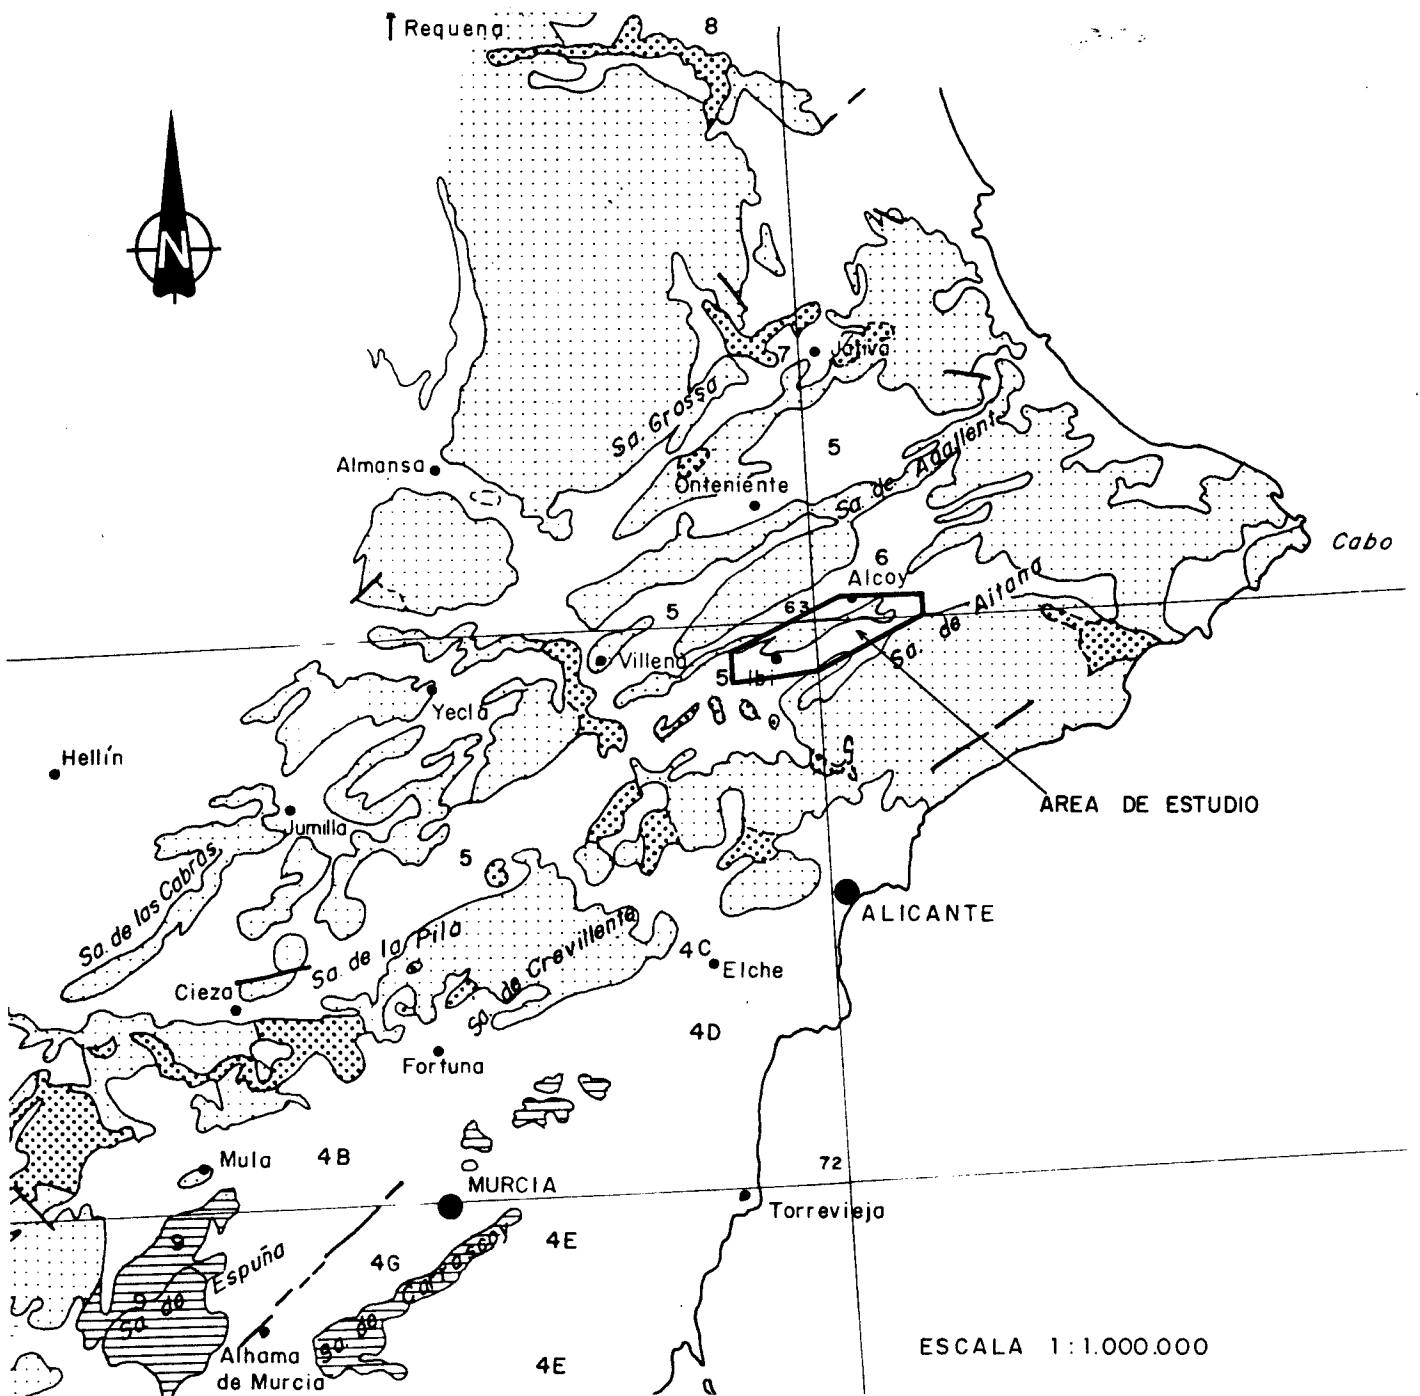 Requena
8
N
7
Játiva
Sa. Grossa
5
Almansa
Onteniente
Sa. de Agallent
Cabo
6
Alcoy
63
5
Sa. de Aitana
Villena
5
Ibi
Yecla
Hellín
AREA DE ESTUDIO
Jumilla
5
Sa. de las Cabras
ALICANTE
Sa. de la Pila
Sa. de Crevillente
4C
Elche
Cieza
4D
Fortuna
Mula
4B
72
MURCIA
Torrevieja
9
4E
4G
Sa. de Espuña
9
Sa. de Carrascoy
Alhama
de Murcia
4E
ESCALA 1:1.000.000